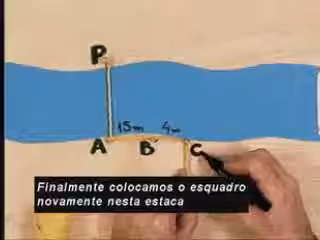 P
15m 4m
A B C
Finalmente colocamos o esquadro
novamente nesta estaca